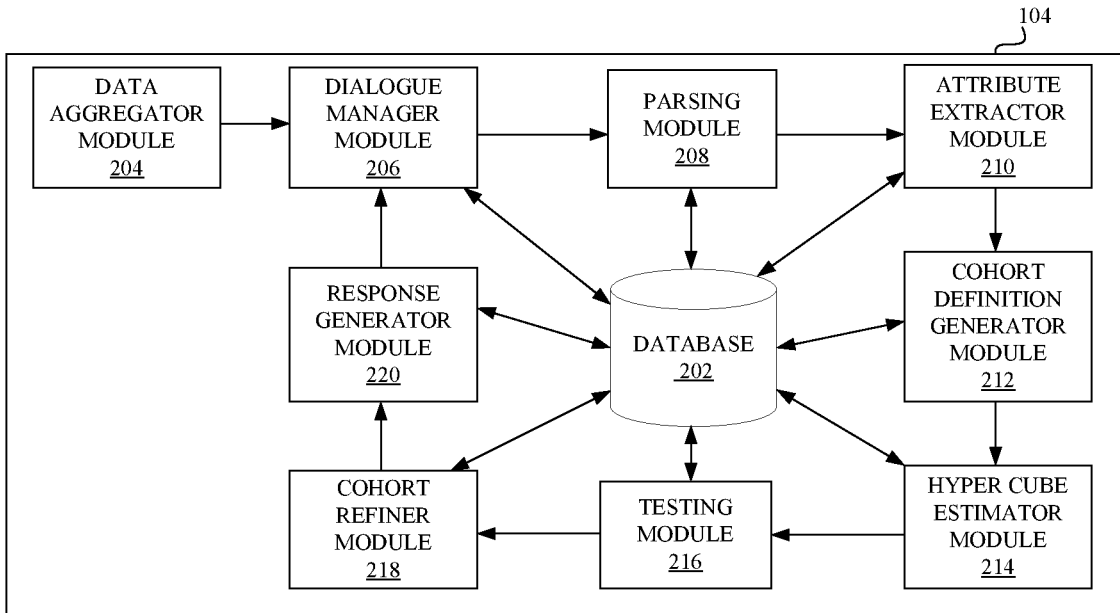 104
DATA
AGGREGATOR
MODULE
204
DIALOGUE
MANAGER
MODULE
206
PARSING
MODULE
208
ATTRIBUTE
EXTRACTOR
MODULE
210
RESPONSE
GENERATOR
MODULE
220
DATABASE
202
COHORT
DEFINITION
GENERATOR
MODULE
212
COHORT
REFINER
MODULE
218
TESTING
MODULE
216
HYPER CUBE
ESTIMATOR
MODULE
214